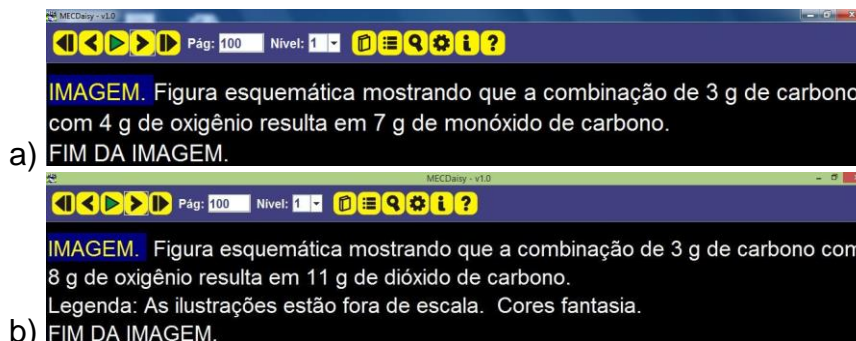 MECDaisy - v1.0
Pág: 100 Nível: 1
IMAGEM. Figura esquemática mostrando que a combinação de 3 g de carbono
com 4 g de oxigênio resulta em 7 g de monóxido de carbono.
a) FIM DA IMAGEM.
MECDaisy - v1.0
Pág: 100 Nível: 1
IMAGEM. Figura esquemática mostrando que a combinação de 3 g de carbono com
8 g de oxigênio resulta em 11 g de dióxido de carbono.
Legenda: As ilustrações estão fora de escala. Cores fantasia.
b) FIM DA IMAGEM.